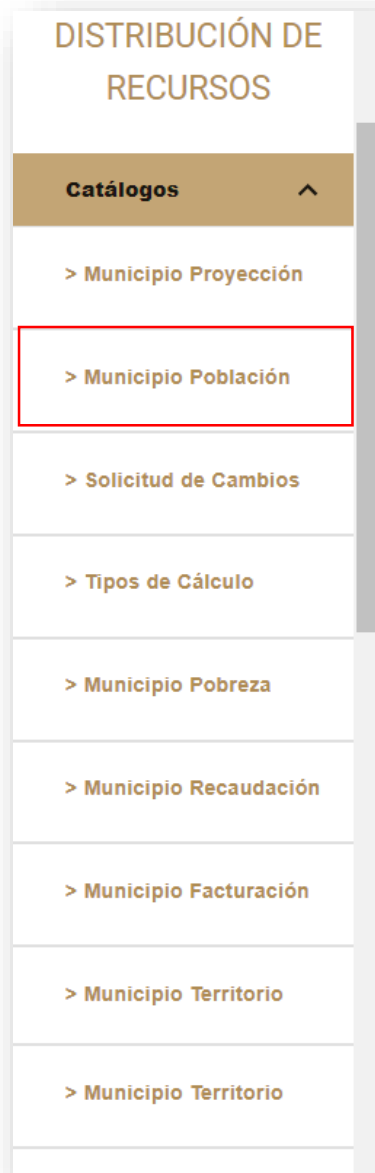 DISTRIBUCIÓN DE
RECURSOS
Catálogos
> Municipio Proyección
> Municipio Población
> Solicitud de Cambios
> Tipos de Cálculo
> Municipio Pobreza
> Municipio Recaudación
> Municipio Facturación
> Municipio Territorio
> Municipio Territorio